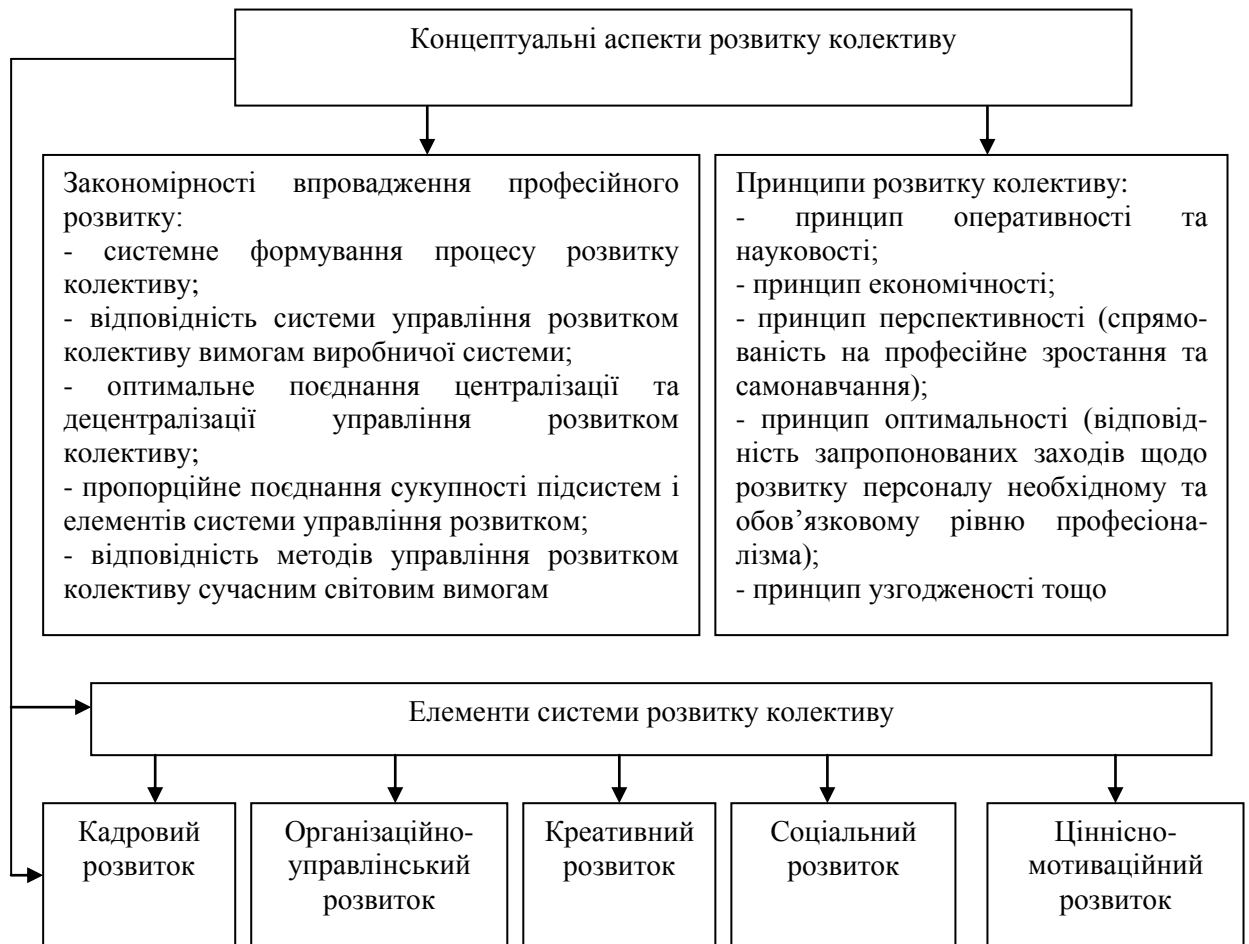 Концептуальні аспекти розвитку колективу
Закономірності впровадження професійного
розвитку:
- системне формування процесу розвитку
колективу;
- відповідність системи управління розвитком
колективу вимогам виробничої системи;
- оптимальне поєднання централізації та
децентралізації управління розвитком
колективу;
- пропорційне поєднання сукупності підсистем і
елементів системи управління розвитком;
- відповідність методів управління розвитком
колективу сучасним світовим вимогам
Принципи розвитку колективу:
- принцип оперативності та
науковості;
- принцип економічності;
- принцип перспективності (спрямо-
ваність на професійне зростання та
самонавчання);
- принцип оптимальності (відповід-
ність запропонованих заходів щодо
розвитку персоналу необхідному та
обов’язковому рівню професіона-
лізма);
- принцип узгодженості тощо
Елементи системи розвитку колективу
Кадровий
розвиток
Організаційно-
управлінський
розвиток
Креативний
розвиток
Соціальний
розвиток
Ціннісно-
мотиваційний
розвиток